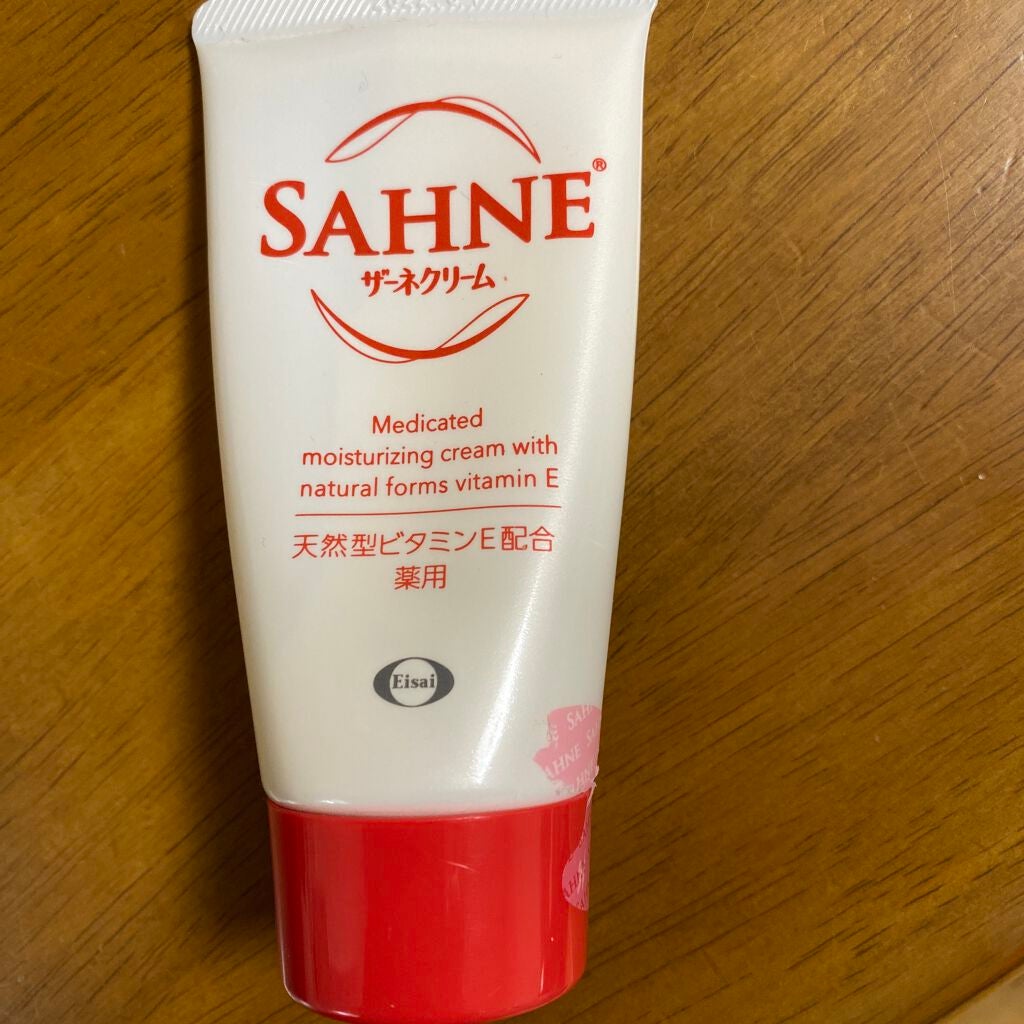 SAHNE®
ザーネクリーム
Medicated
moisturizing cream with
natural forms vitamin E
天然型ビタミンE配合
薬用
Eisai
SAHNE